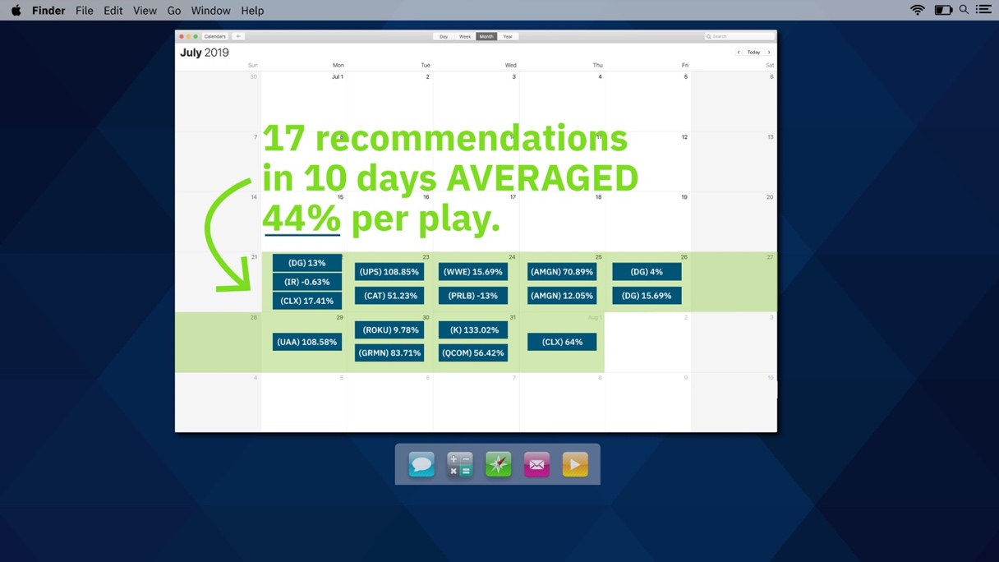 Finder File Edit View Go Window Help
Calendars + Day Week Month Year Search
July 2019 Today
Sun Mon Tue Wed Thu Fri Sat
30 Jul 1 2 3 4 5 6
7 12 13
17 recommendations
in 10 days AVERAGED
14 15 16 17 18 19 20
44% per play.
21 23 24 25 26 27
(DG) 13%
(IR) -0.63%
(CLX) 17.41%
(UPS) 108.85%
(CAT) 51.23%
(WWE) 15.69%
(PRLB) -13%
(AMGN) 70.89%
(AMGN) 12.05%
(DG) 4%
(DG) 15.69%
28 29 30 31 Aug 1 2 3
(UAA) 108.58%
(ROKU) 9.78%
(GRMN) 83.71%
(K) 133.02%
(QCOM) 56.42%
(CLX) 64%
4 5 6 7 8 9 10